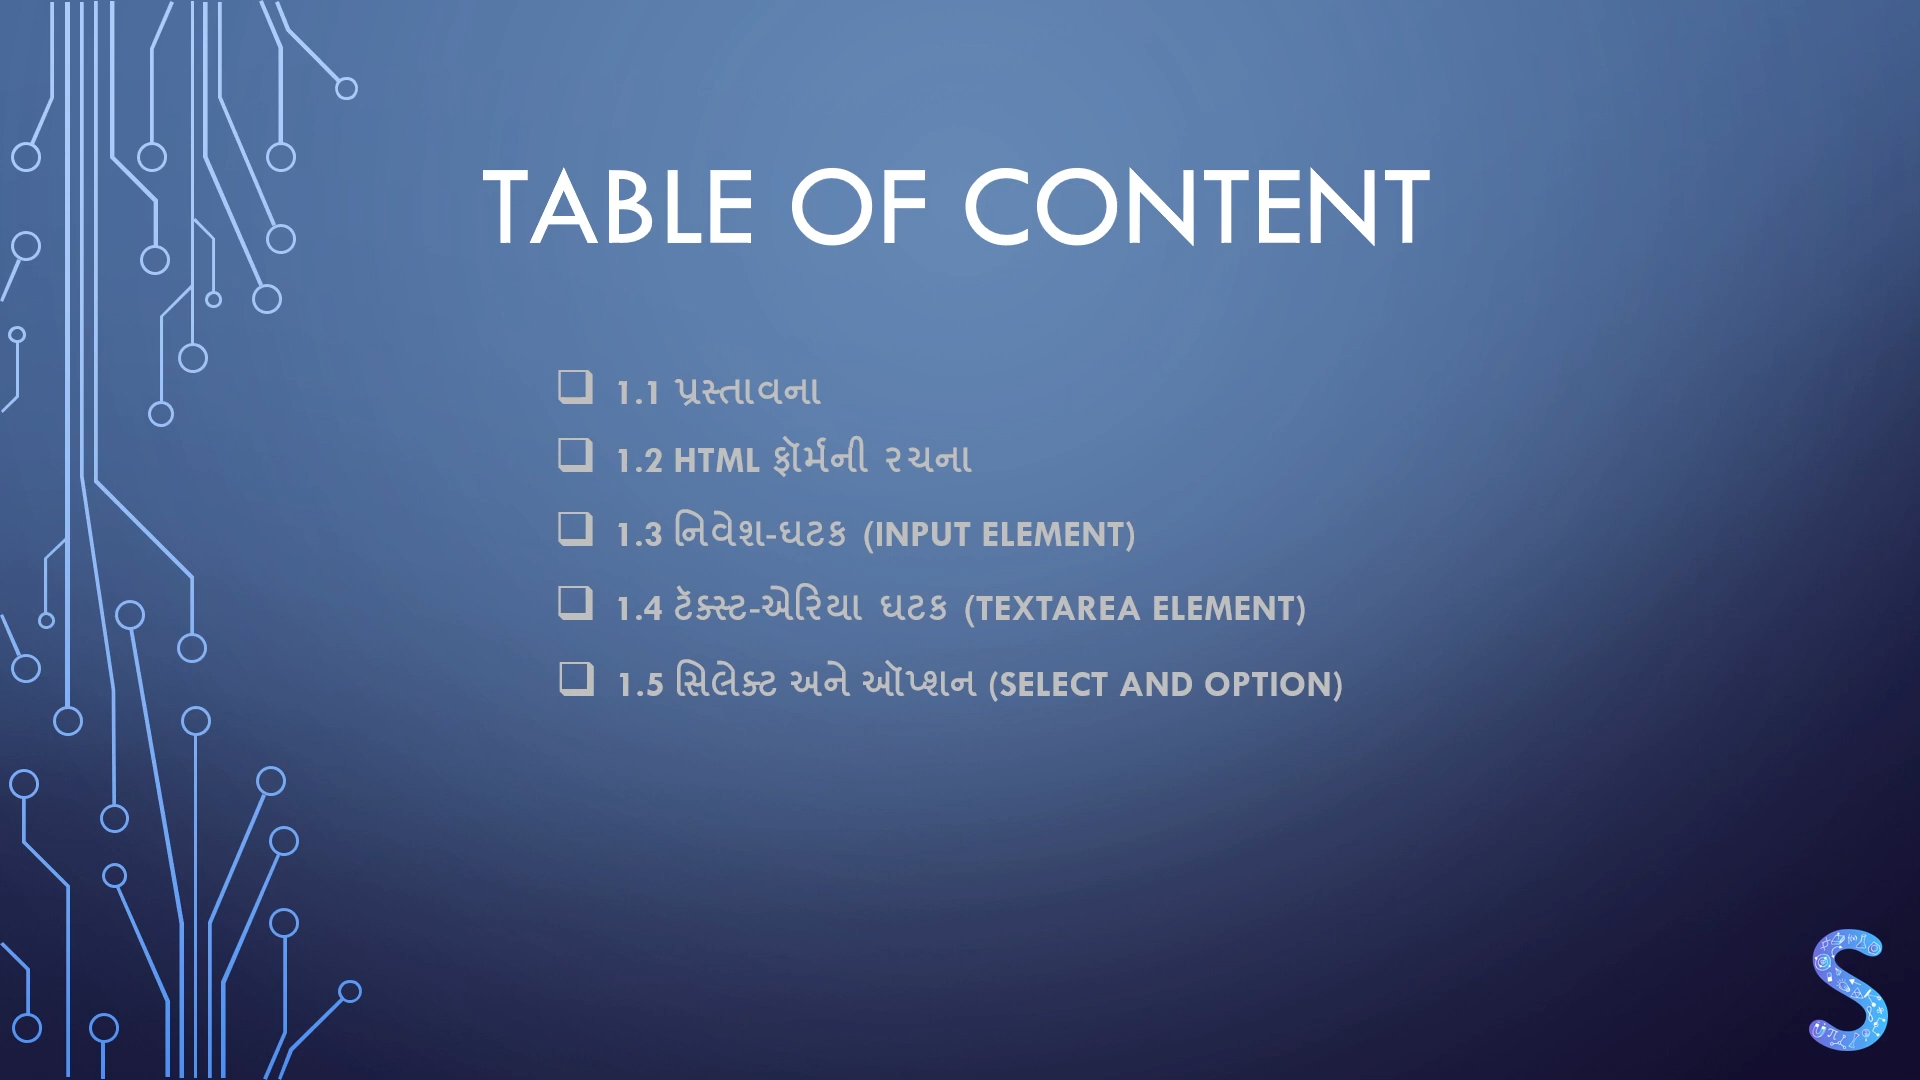 TABLE OF CONTENT
❑ 1.1 પ્રસ્તાવના
❑ 1.2 HTML ફૉર્મની રચના
❑ 1.3 નિવેશ-ઘટક (INPUT ELEMENT)
❑ 1.4 ટૅક્સ્ટ-એરિયા ઘટક (TEXTAREA ELEMENT)
❑ 1.5 સિલેક્ટ અને ઑપ્શન (SELECT AND OPTION)
S